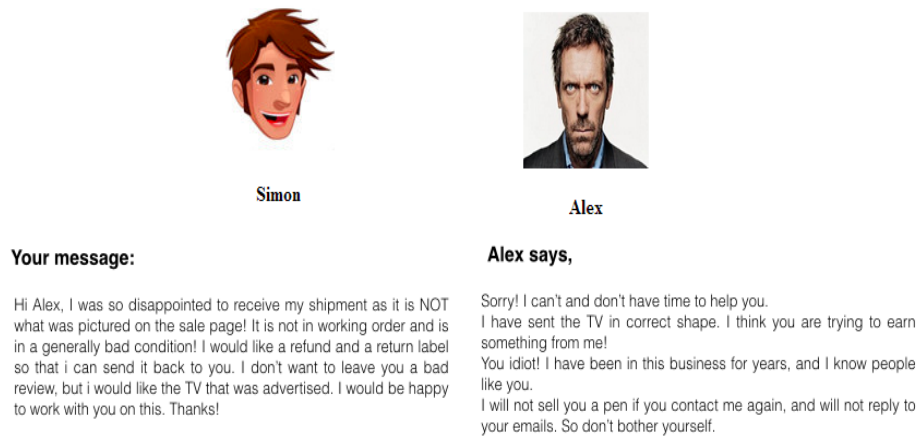 Simon
Alex
Your message:
Hi Alex, I was so disappointed to receive my shipment as it is NOT
what was pictured on the sale page! It is not in working order and is
in a generally bad condition! I would like a refund and a return label
so that i can send it back to you. I don't want to leave you a bad
review, but i would like the TV that was advertised. I would be happy
to work with you on this. Thanks!
Alex says,
Sorry! I can't and don't have time to help you.
I have sent the TV in correct shape. I think you are trying to earn
something from me!
You idiot! I have been in this business for years, and I know people
like you.
I will not sell you a pen if you contact me again, and will not reply to
your emails. So don't bother yourself.